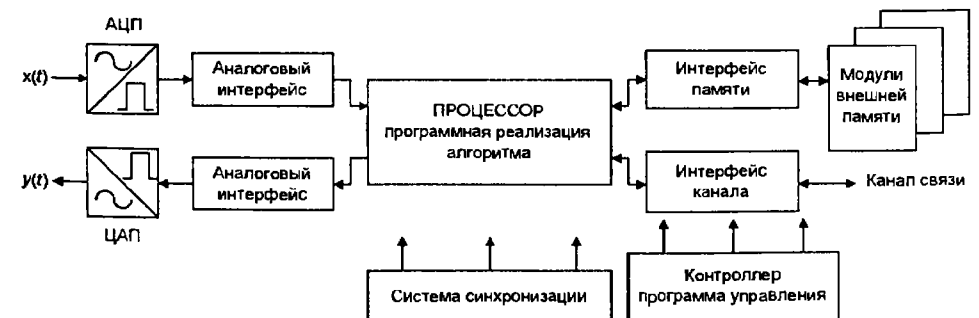 АЦП
x(t)
Аналоговый
интерфейс
ПРОЦЕССОР
программная реализация
алгоритма
Интерфейс
памяти
Модули
внешней
памяти
y(t)
ЦАП
Аналоговый
интерфейс
Интерфейс
канала
Канал связи
Система синхронизации
Контроллер
программа управления